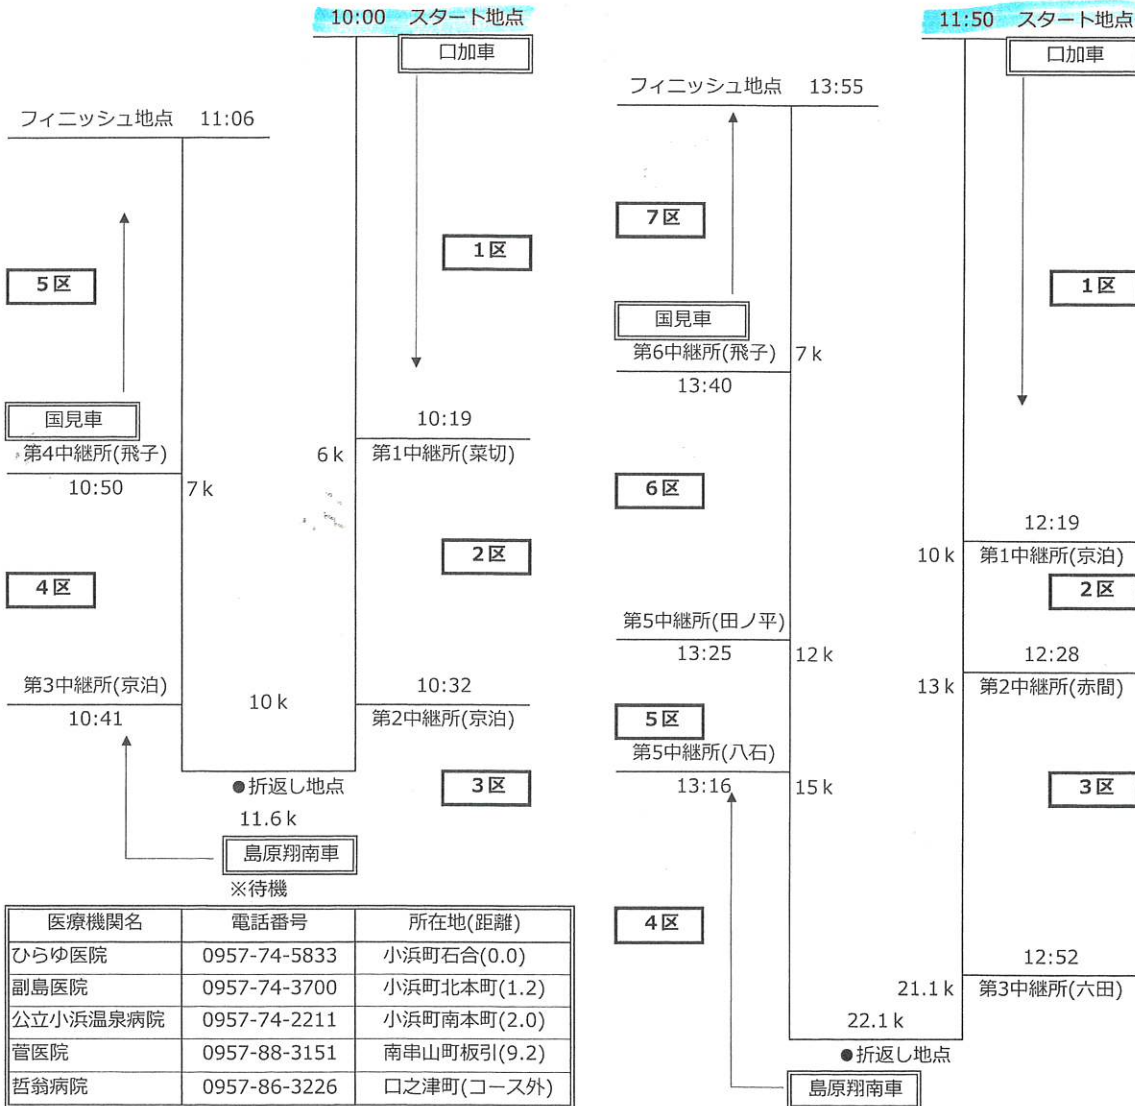 10:00 スタート地点
口加車
フィニッシュ地点 11:06
1区
5区
国見車
第4中継所(飛子)
10:50
7k
10:19
6k
第1中継所(菜切)
2区
4区
第3中継所(京泊)
10:41
10k
10:32
第2中継所(京泊)
●折返し地点
11.6k
3区
島原翔南車
※待機
医療機関名 電話番号 所在地(距離)
ひらゆ医院 0957-74-5833 小浜町石合(0.0)
副島医院 0957-74-3700 小浜町北本町(1.2)
公立小浜温泉病院 0957-74-2211 小浜町南本町(2.0)
菅医院 0957-88-3151 南串山町板引(9.2)
哲翁病院 0957-86-3226 口之津町(コース外)
11:50 スタート地点
口加車
フィニッシュ地点 13:55
7区
1区
国見車
第6中継所(飛子)
7k
13:40
6区
12:19
10k
第1中継所(京泊)
2区
第5中継所(田ノ平)
13:25
12k
12:28
13k
第2中継所(赤間)
5区
第5中継所(八石)
13:16
15k
3区
4区
12:52
21.1k
第3中継所(六田)
22.1k
●折返し地点
島原翔南車